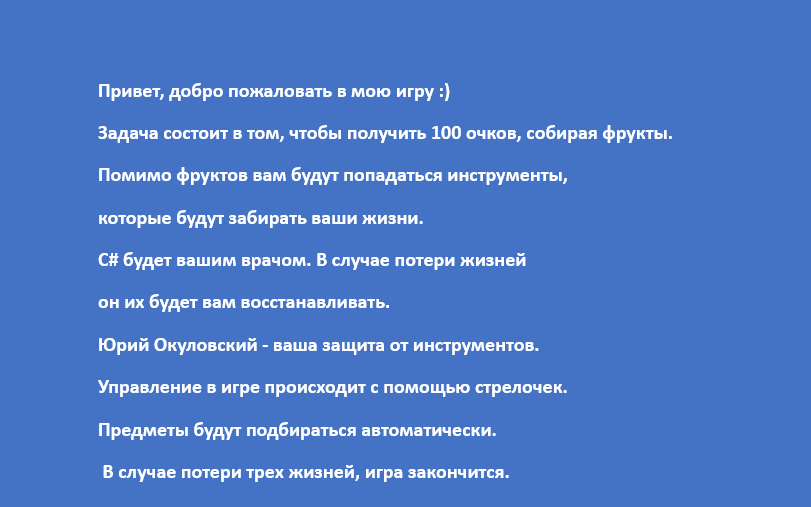 Привет, добро пожаловать в мою игру :)
Задача состоит в том, чтобы получить 100 очков, собирая фрукты.
Помимо фруктов вам будут попадаться инструменты,
которые будут забирать ваши жизни.
C# будет вашим врачом. В случае потери жизней
он их будет вам восстанавливать.
Юрий Окуловский - ваша защита от инструментов.
Управление в игре происходит с помощью стрелочек.
Предметы будут подбираться автоматически.
В случае потери трех жизней, игра закончится.